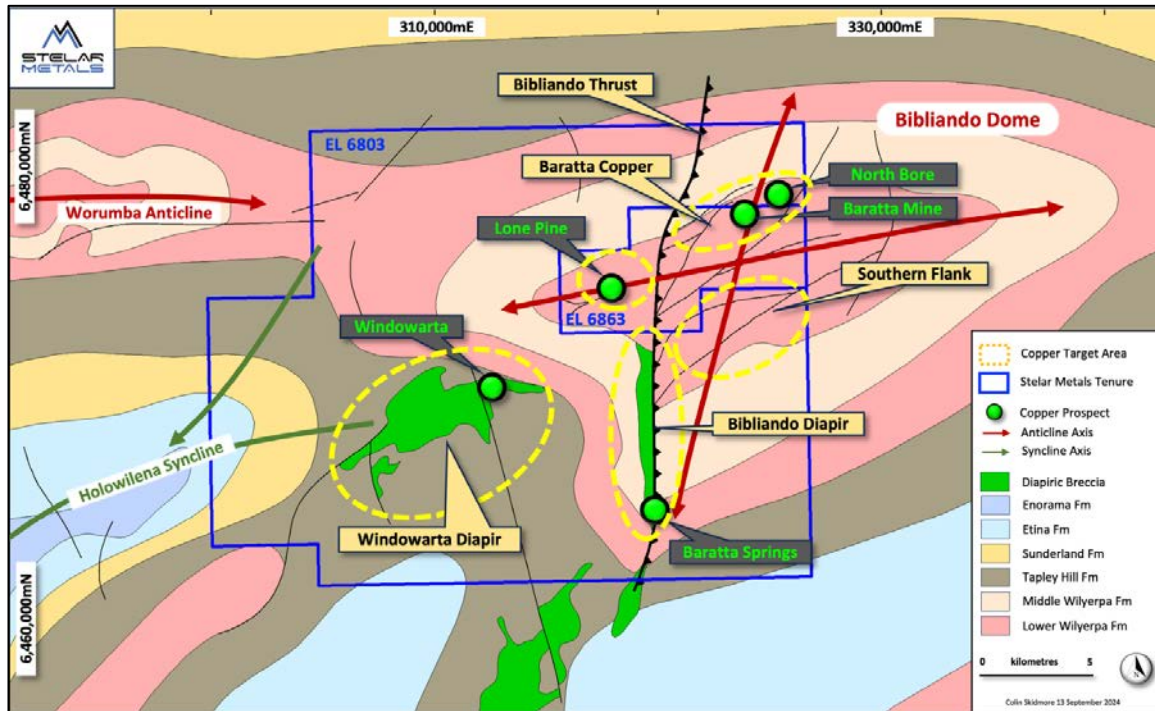 STELAR
METALS
310,000mE
330,000mE
6,480,000mN
6,460,000mN
Bibliando Thrust
Bibliando Dome
EL 6803
Baratta Copper
North Bore
Worumba Anticline
Baratta Mine
Lone Pine
Southern Flank
EL 6863
Windowarta
Bibliando Diapir
Holowilena Syncline
Windowarta Diapir
Baratta Springs
Copper Target Area
Stelar Metals Tenure
Copper Prospect
Anticline Axis
Syncline Axis
Diapiric Breccia
Enorama Fm
Etina Fm
Sunderland Fm
Tapley Hill Fm
Middle Wilyerpa Fm
Lower Wilyerpa Fm
0 kilometres 5
N
Colin Skidmore 13 September 2024